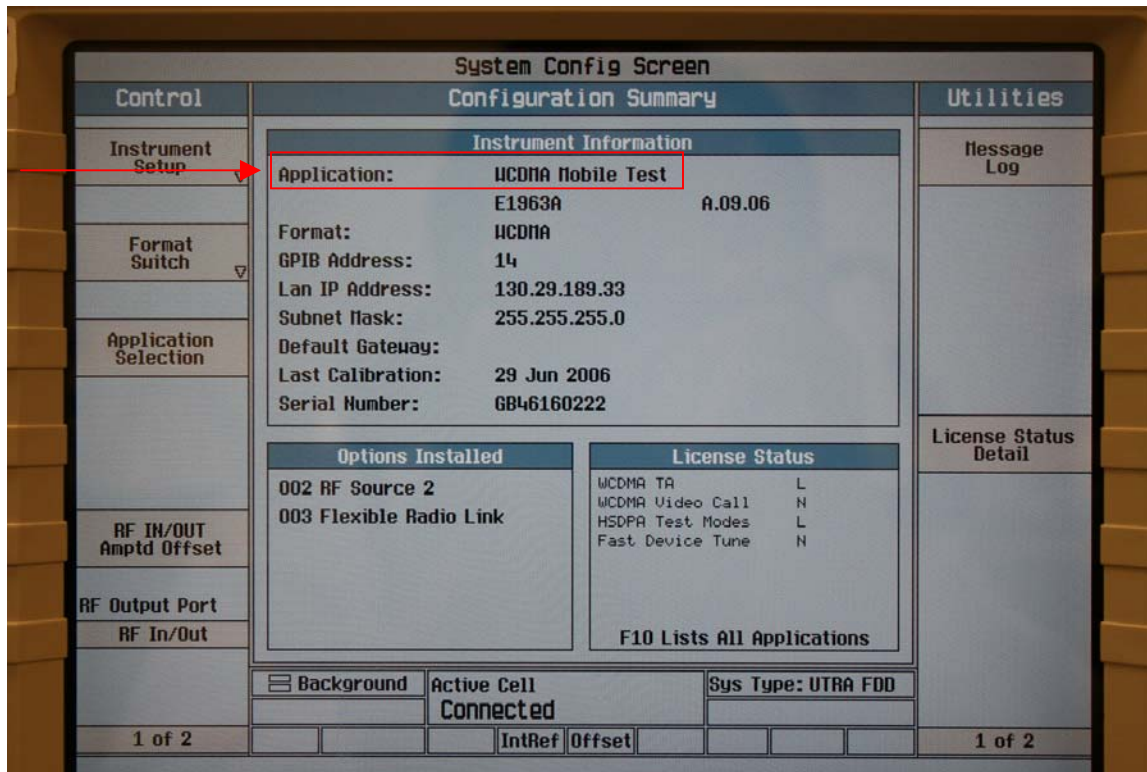 System Config Screen
Control
Configuration Summary
Utilities
Instrument
Setup
Format
Switch
Application
Selection
RF IN/OUT
Amptd Offset
RF Output Port
RF In/Out
1 of 2
Instrument Information
Application: WCDMA Mobile Test
E1963A A.09.06
Format: WCDMA
GPIB Address: 14
Lan IP Address: 130.29.189.33
Subnet Mask: 255.255.255.0
Default Gateway:
Last Calibration: 29 Jun 2006
Serial Number: GB46160222
Options Installed
002 RF Source 2
003 Flexible Radio Link
License Status
WCDMA TA L
WCDMA Video Call N
HSDPA Test Modes L
Fast Device Tune N
F10 Lists All Applications
Background
Active Cell
Connected
Sys Type: UTRA FDD
IntRef Offset
Message
Log
License Status
Detail
1 of 2